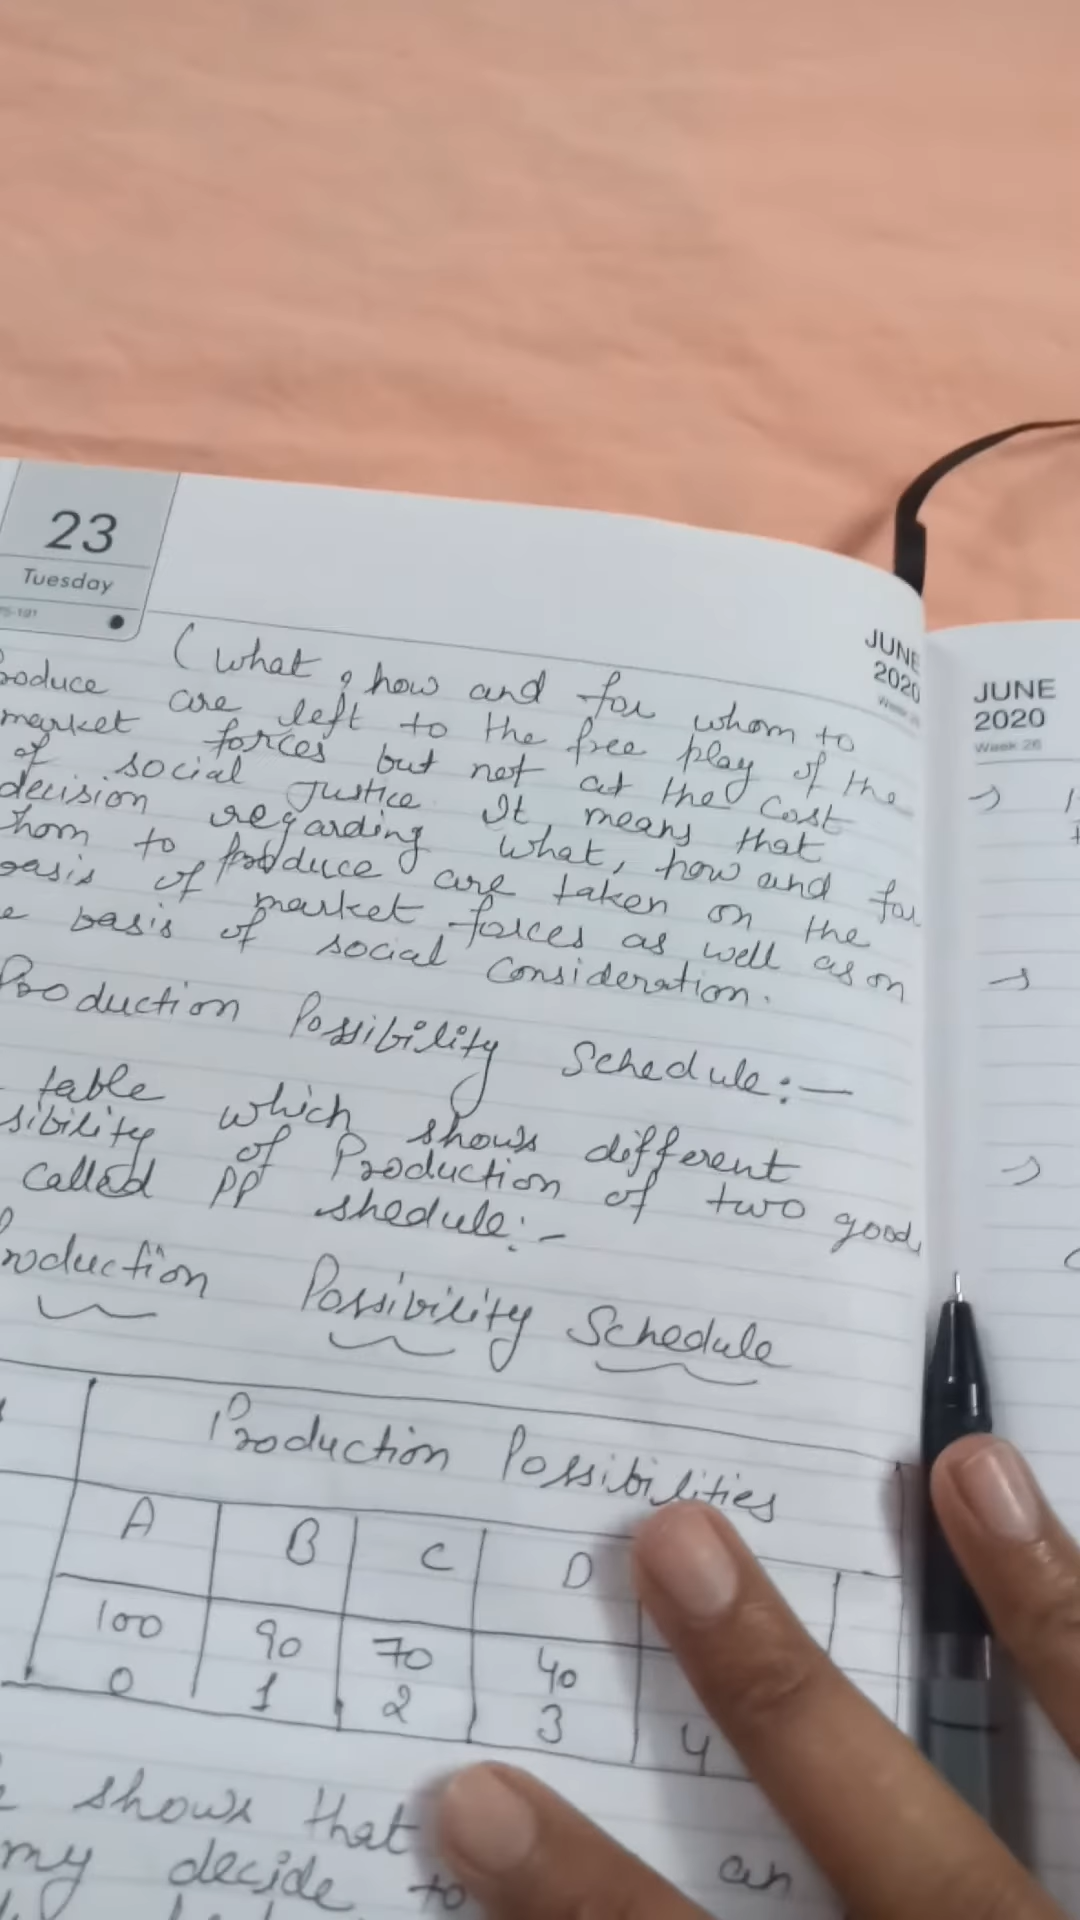 23
Tuesday
JUNE
2020
(what, how and for whom to
produce are left to the free play of the
market forces but not at the cost
of social Justice. It means that
decision regarding what, how and for
hom to produce are taken on the
basis of market forces as well as on
e basis of social consideration.
Production Possibility Schedule:—
table which shows different
sibility of Production of two good
called PP shedule:-
Production Possibility Schedule
Production Possibilities
A B C D
100 90 70 40
0 1 2 3 4
shows that an
my decide to
JUNE
2020
Week 26